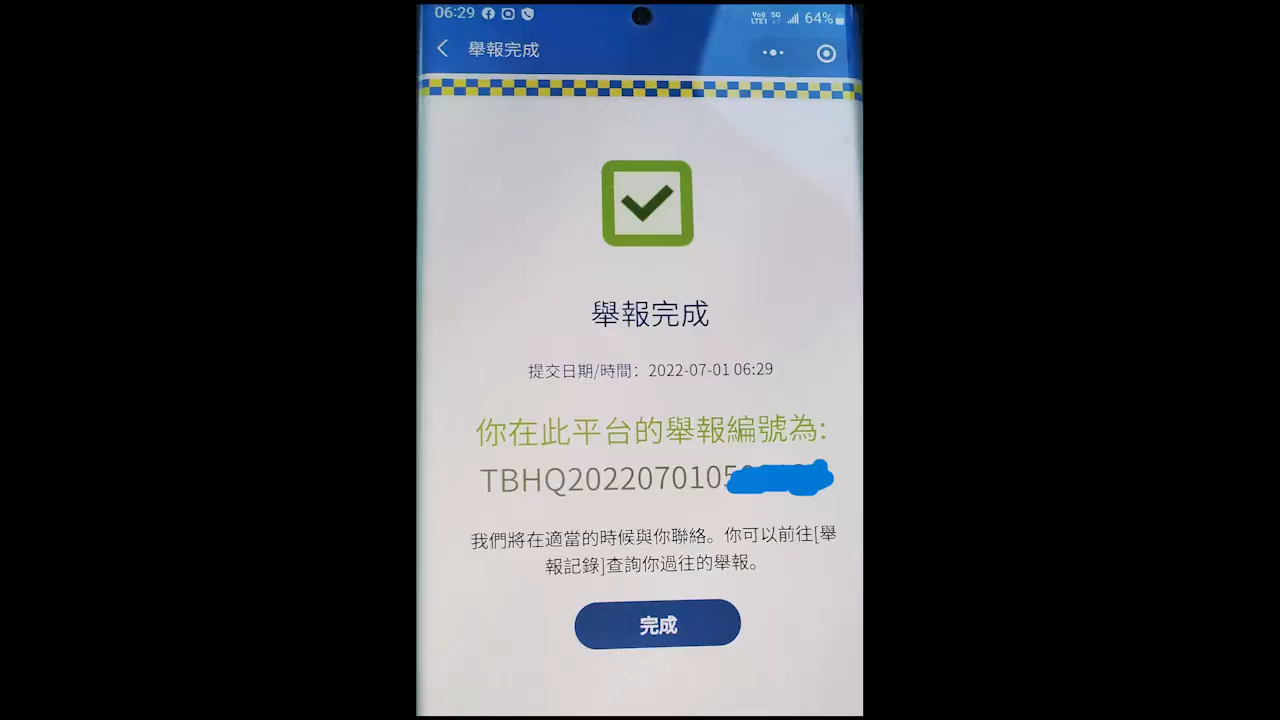 06:29
Vo) 5G
LTE1 64%
舉報完成
舉報完成
提交日期/時間：2022-07-01 06:29
你在此平台的舉報編號為:
TBHQ2022070105
我們將在適當的時候與你聯絡。你可以前往[舉
報記錄]查詢你過往的舉報。
完成